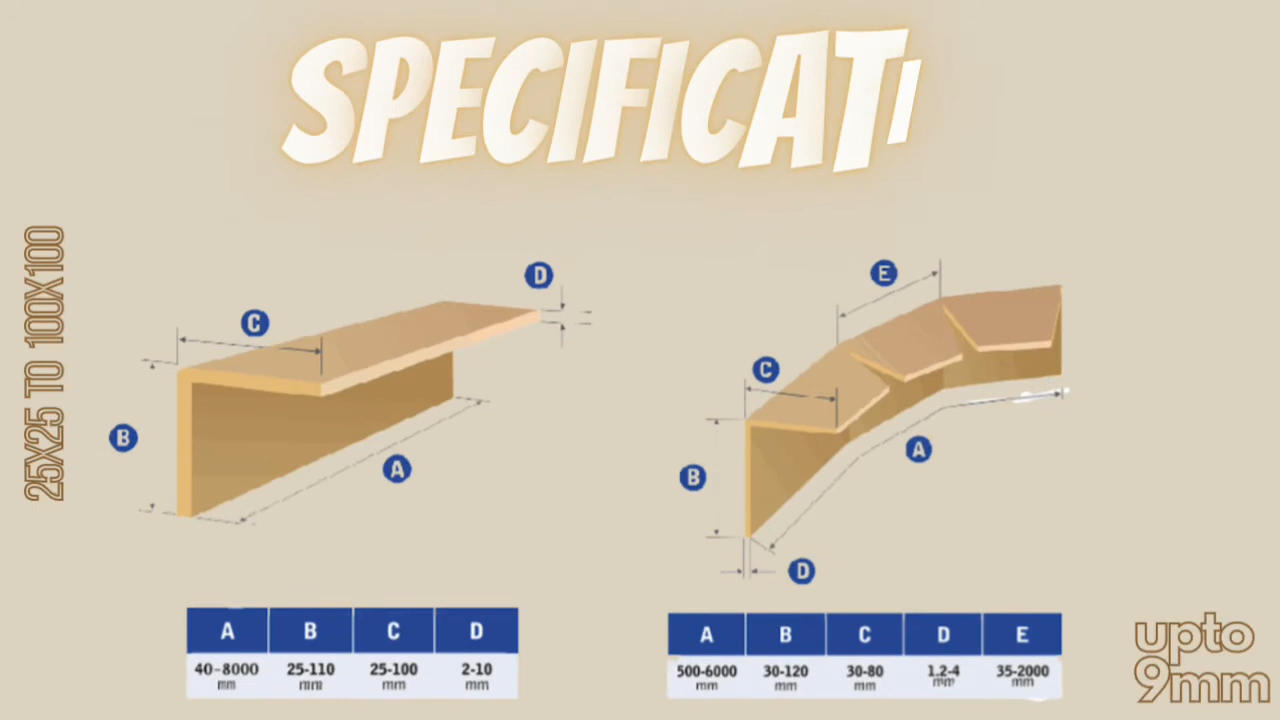 SPECIFICATI
25X25 TO 100X100
D
C
B
A
E
C
B
A
D
A B C D
40-8000 mm 25-110 mm 25-100 mm 2-10 mm
A B C D E
500-6000 mm 30-120 mm 30-80 mm 1.2-4 mm 35-2000 mm
upto
9mm